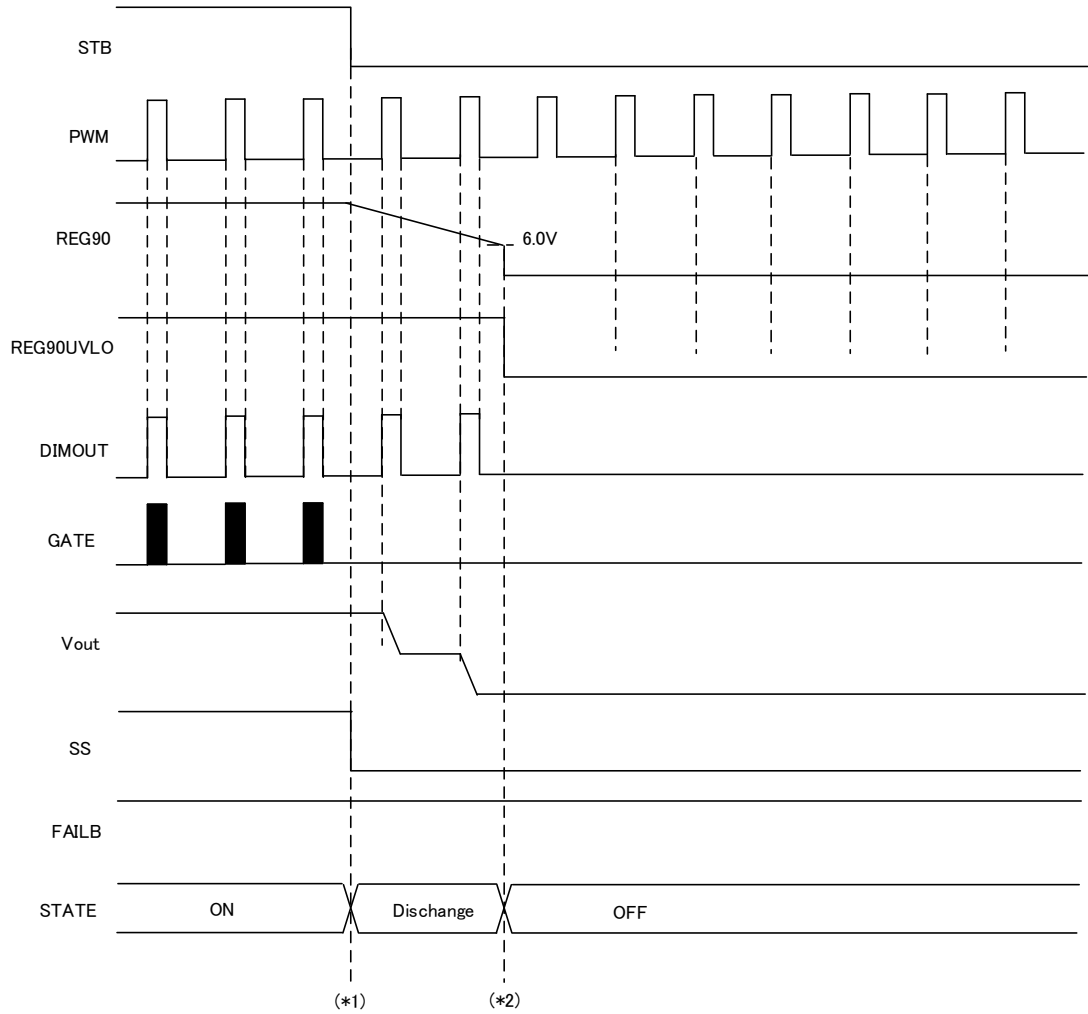 STB
PWM
REG90
6.0V
REG90UVLO
DIMOUT
GATE
Vout
SS
FAILB
STATE
ON
Dischange
OFF
(*1)
(*2)